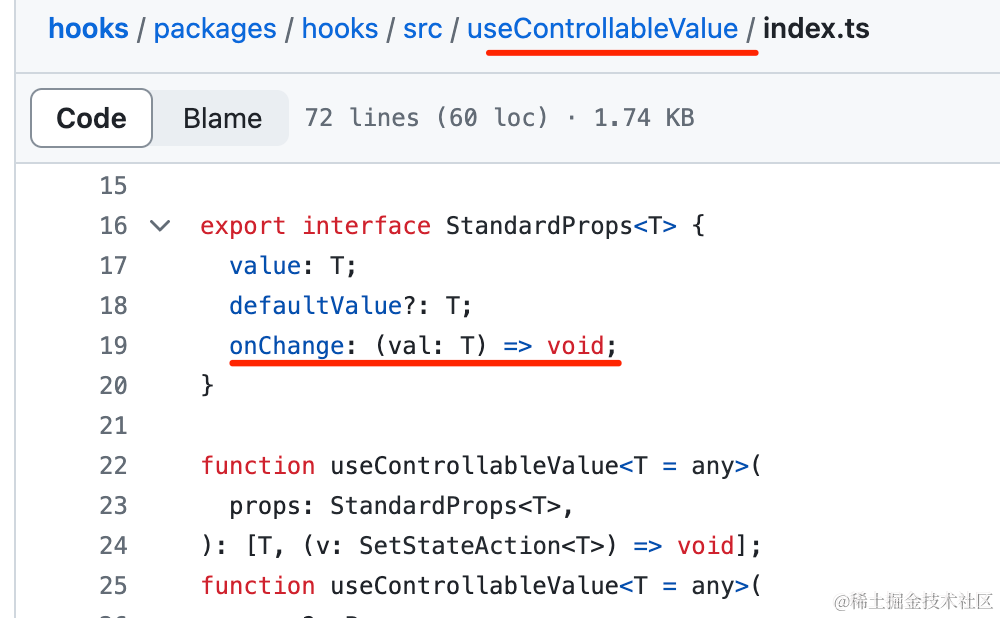 hooks / packages / hooks / src / useControllableValue / index.ts
Code Blame 72 lines (60 loc) · 1.74 KB
15
16 export interface StandardProps<T> {
17 value: T;
18 defaultValue?: T;
19 onChange: (val: T) => void;
20 }
21
22 function useControllableValue<T = any>(
23 props: StandardProps<T>,
24 ): [T, (v: SetStateAction<T>) => void];
25 function useControllableValue<T = any>(
@稀土掘金技术社区